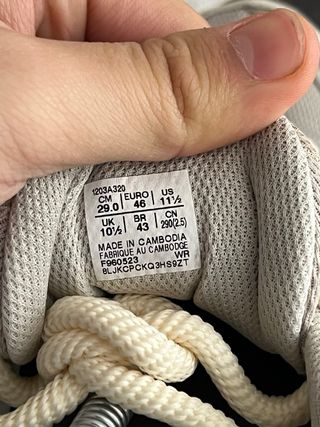 1203A320
CM EURO US
29.0 46 11½
UK BR CN
10½ 43 290(2.5)
MADE IN CAMBODIA
FABRIQUE AU CAMBODGE
F960523 WR
8LJKCPCKQ3HS9ZT